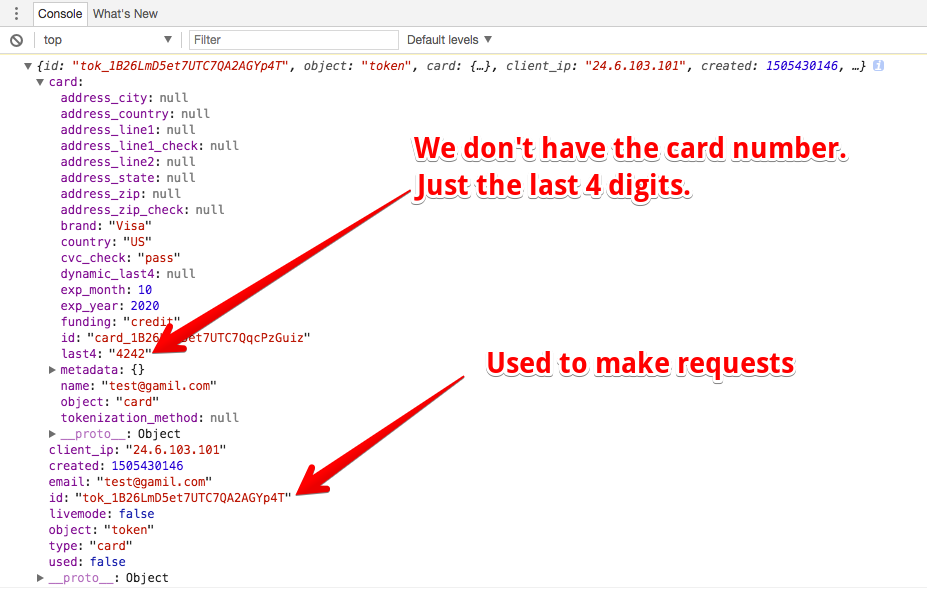 Console What's New
top Filter Default levels
{id: "tok_1B26LmD5et7UTC7QA2AGYp4T", object: "token", card: {…}, client_ip: "24.6.103.101", created: 1505430146, …} i
card:
address_city: null
address_country: null
address_line1: null
address_line1_check: null
We don't have the card number.
address_line2: null
address_state: null
Just the last 4 digits.
address_zip: null
address_zip_check: null
brand: "Visa"
country: "US"
cvc_check: "pass"
dynamic_last4: null
exp_month: 10
exp_year: 2020
funding: "credit"
id: "card_1B26 5et7UTC7QqcPzGuiz"
last4: "4242"
Used to make requests
metadata: {}
name: "test@gamil.com"
object: "card"
tokenization_method: null
__proto__: Object
client_ip: "24.6.103.101"
created: 1505430146
email: "test@gamil.com"
id: "tok_1B26LmD5et7UTC7QA2AGYp4T"
livemode: false
object: "token"
type: "card"
used: false
__proto__: Object